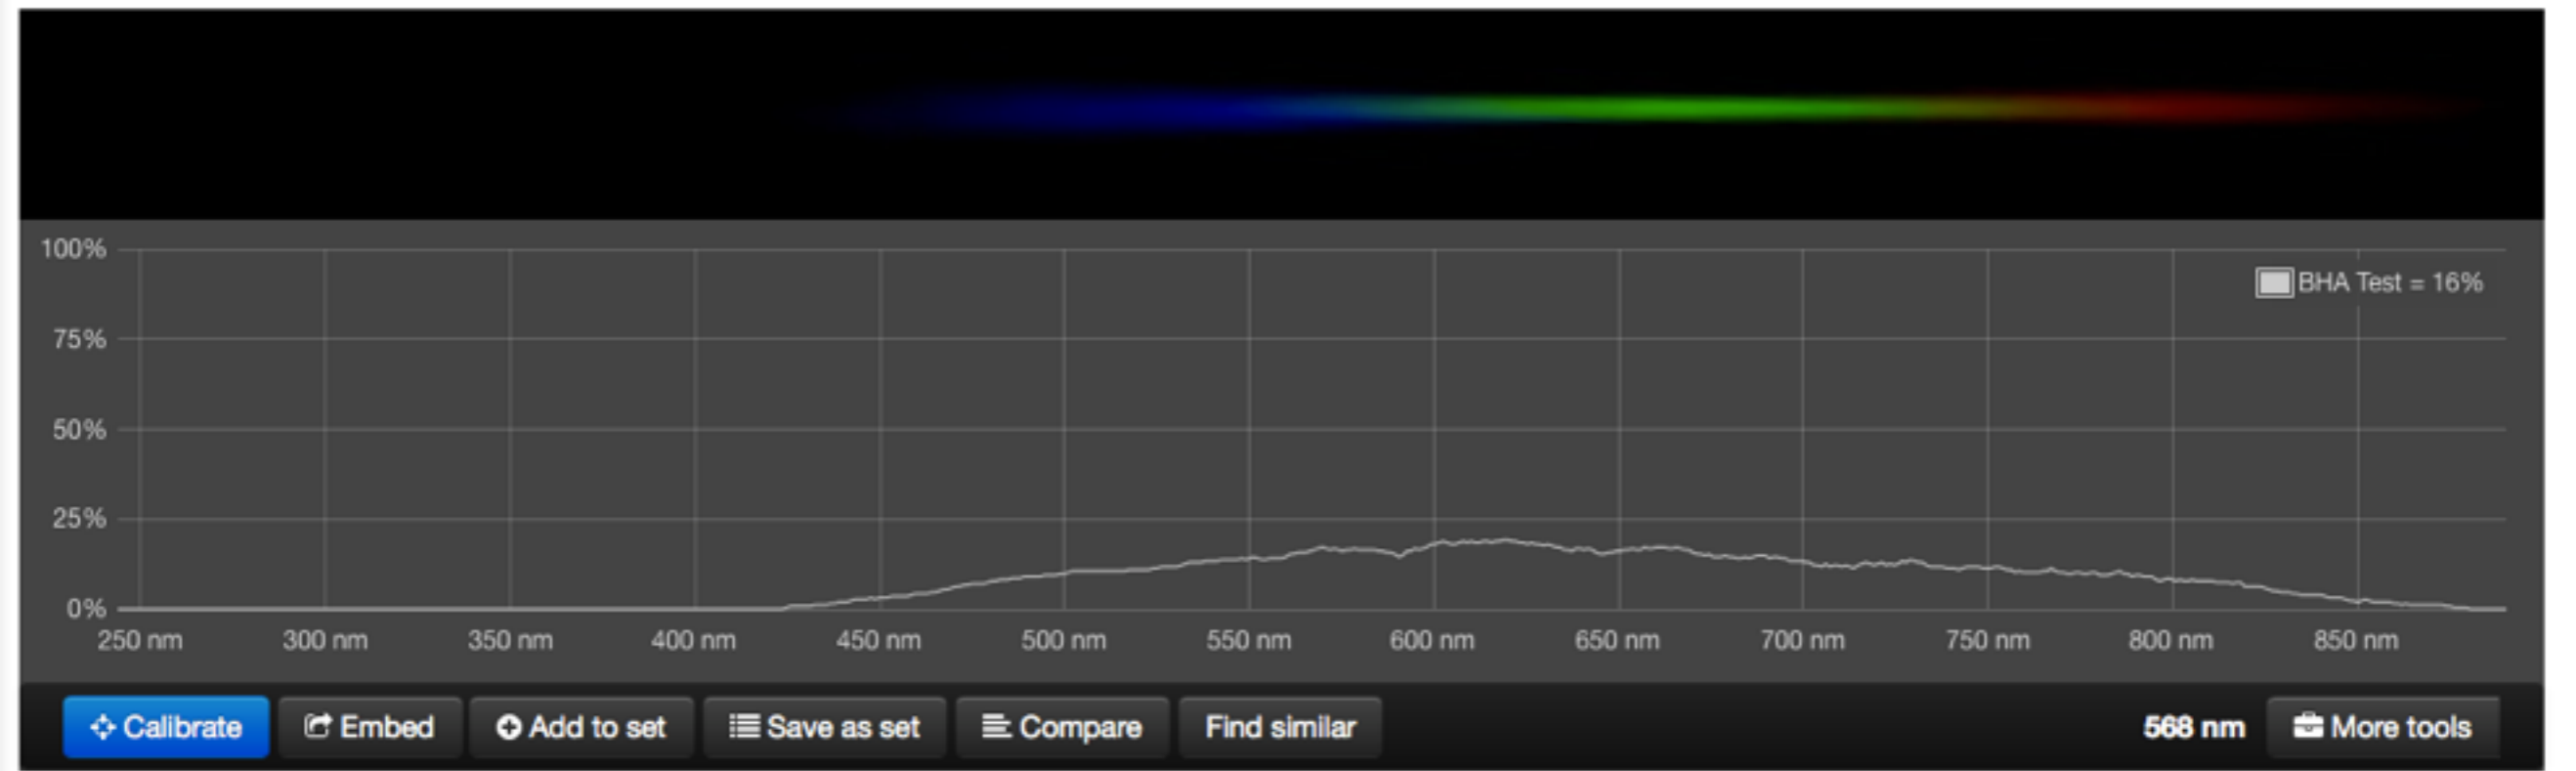 100%
BHA Test = 16%
75%
50%
25%
0%
250 nm 300 nm 350 nm 400 nm 450 nm 500 nm 550 nm 600 nm 650 nm 700 nm 750 nm 800 nm 850 nm
Calibrate Embed Add to set Save as set Compare Find similar 568 nm More tools